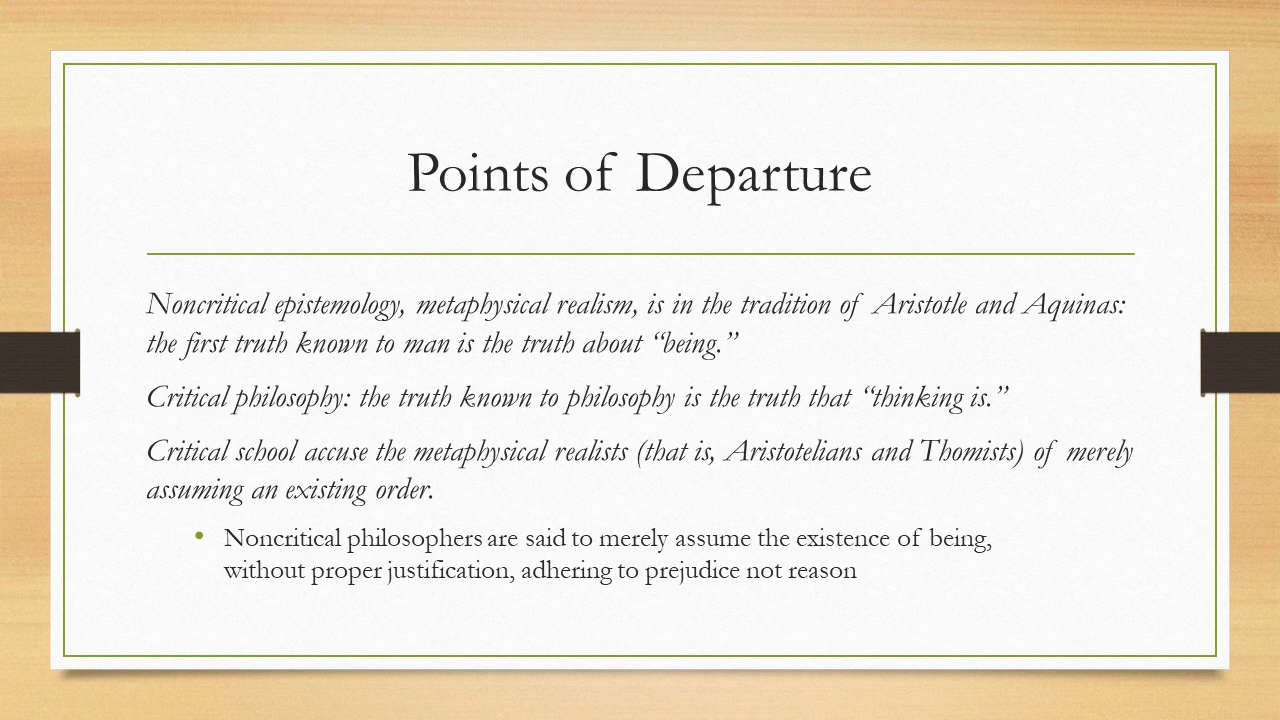 Points of Departure
Noncritical epistemology, metaphysical realism, is in the tradition of Aristotle and Aquinas:
the first truth known to man is the truth about “being.”
Critical philosophy: the truth known to philosophy is the truth that “thinking is.”
Critical school accuse the metaphysical realists (that is, Aristotelians and Thomists) of merely
assuming an existing order.
• Noncritical philosophers are said to merely assume the existence of being,
without proper justification, adhering to prejudice not reason